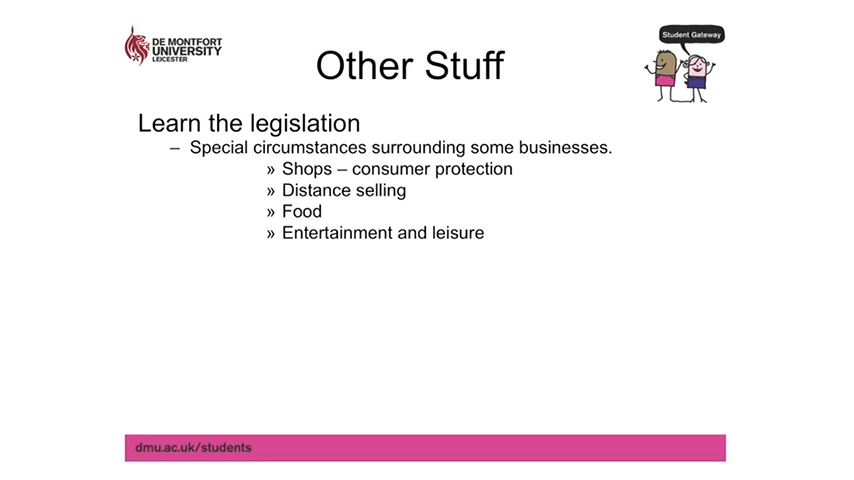 DE MONTFORT
UNIVERSITY
LEICESTER
Other Stuff
Student Gateway
Learn the legislation
– Special circumstances surrounding some businesses.
» Shops – consumer protection
» Distance selling
» Food
» Entertainment and leisure
dmu.ac.uk/students